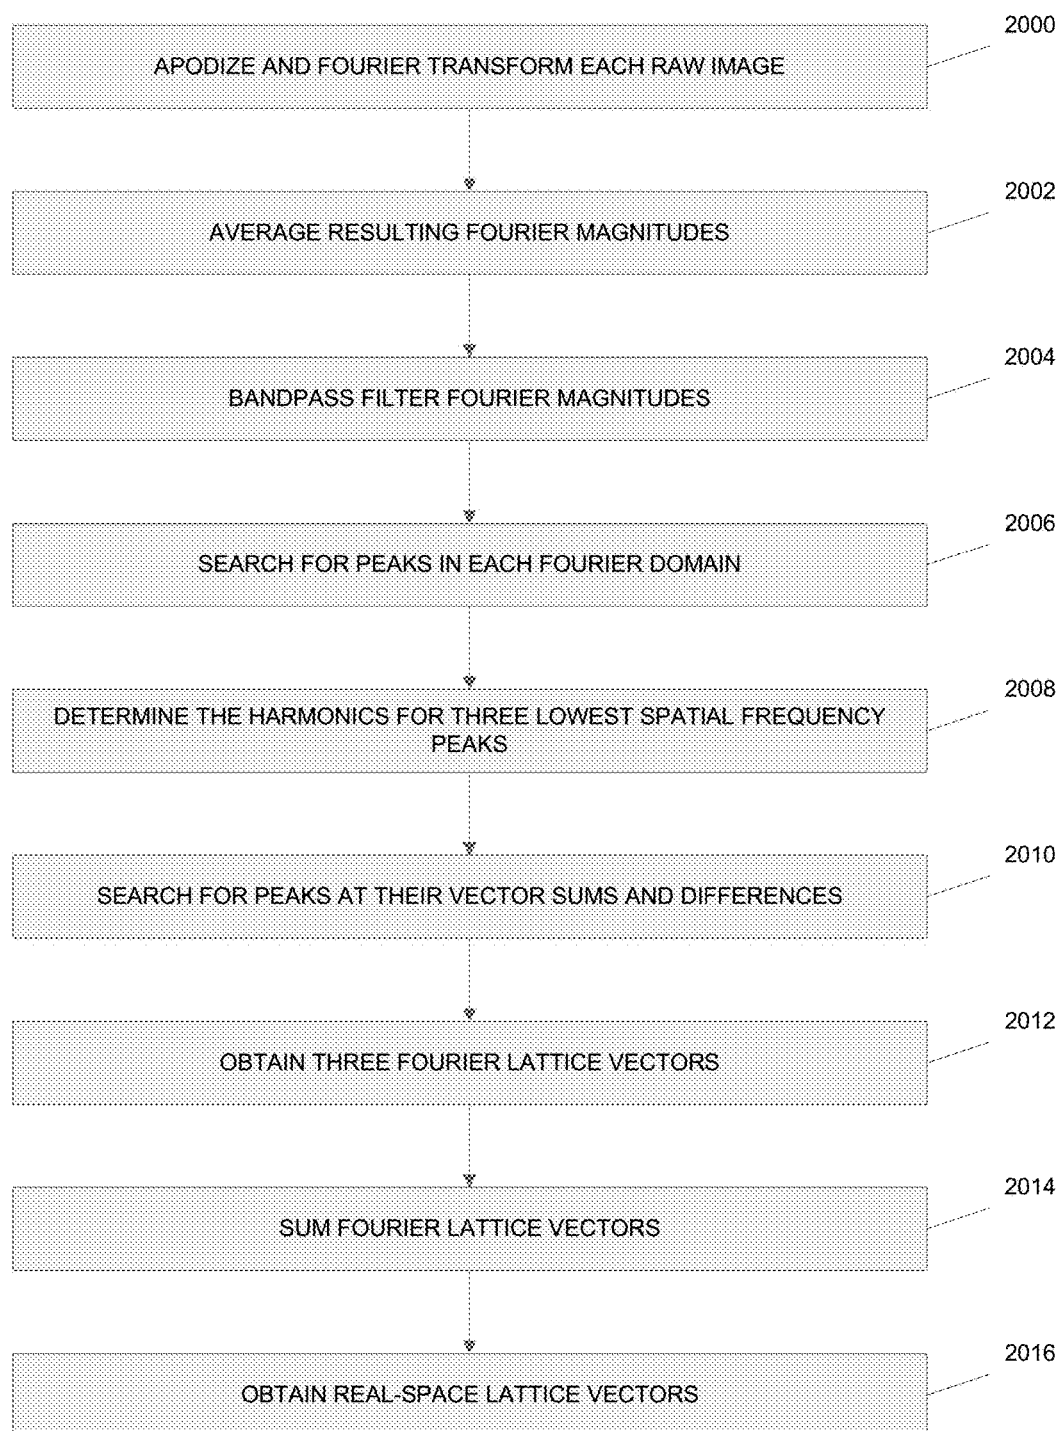 2000
APODIZE AND FOURIER TRANSFORM EACH RAW IMAGE
2002
AVERAGE RESULTING FOURIER MAGNITUDES
2004
BANDPASS FILTER FOURIER MAGNITUDES
2006
SEARCH FOR PEAKS IN EACH FOURIER DOMAIN
2008
DETERMINE THE HARMONICS FOR THREE LOWEST SPATIAL FREQUENCY
PEAKS
2010
SEARCH FOR PEAKS AT THEIR VECTOR SUMS AND DIFFERENCES
2012
OBTAIN THREE FOURIER LATTICE VECTORS
2014
SUM FOURIER LATTICE VECTORS
2016
OBTAIN REAL-SPACE LATTICE VECTORS